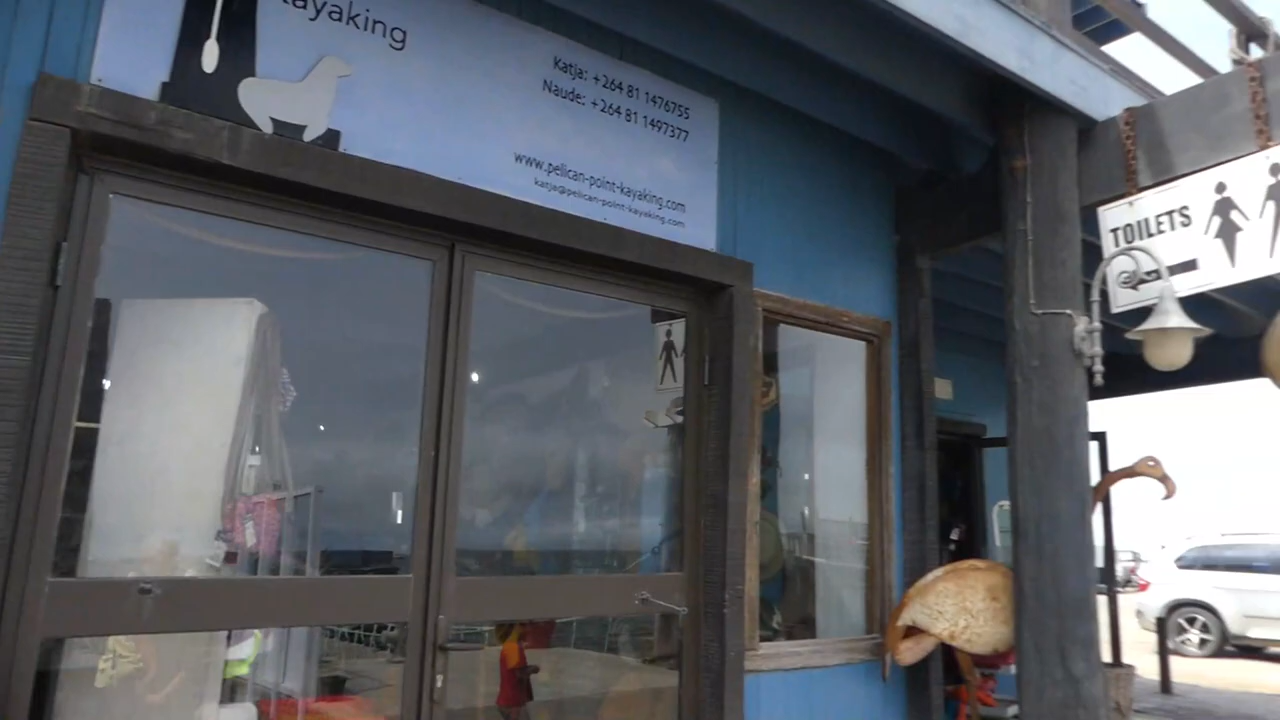 kayaking
Katja: +264 81 1476755
Naude: +264 81 1497377
www.pelican-point-kayaking.com
katja@pelican-point-kayaking.com
TOILETS